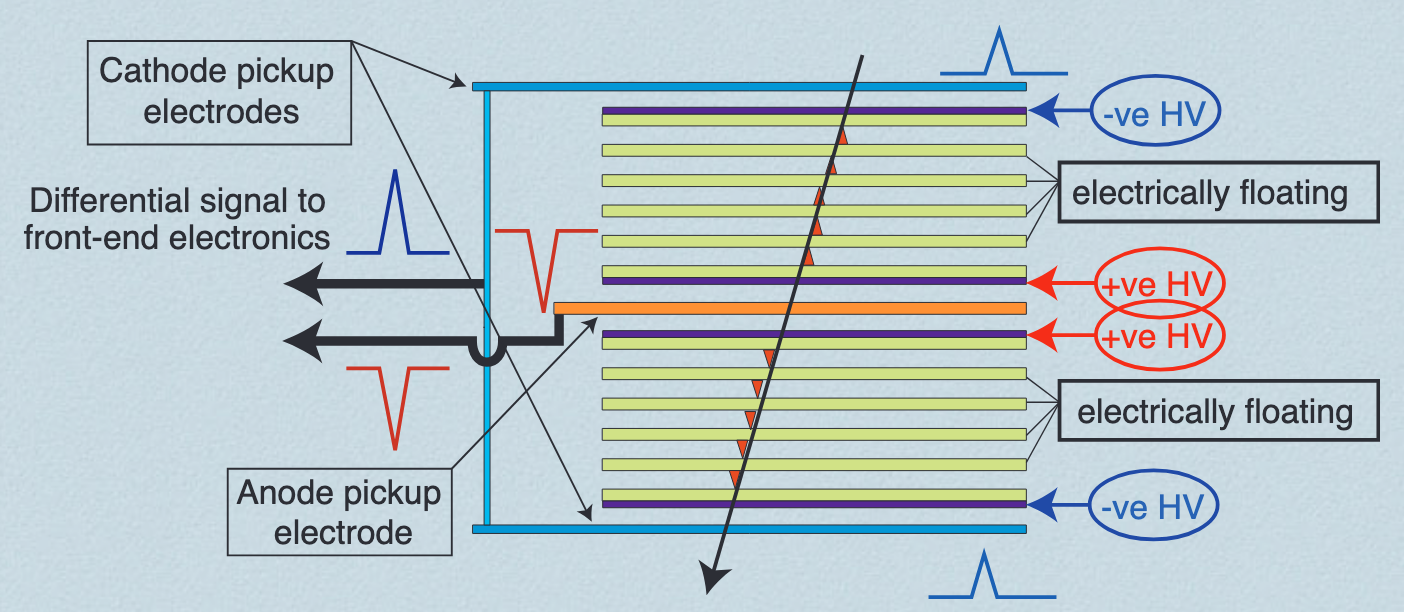 Cathode pickup
electrodes
-ve HV
Differential signal to
front-end electronics
electrically floating
+ve HV
+ve HV
electrically floating
Anode pickup
electrode
-ve HV